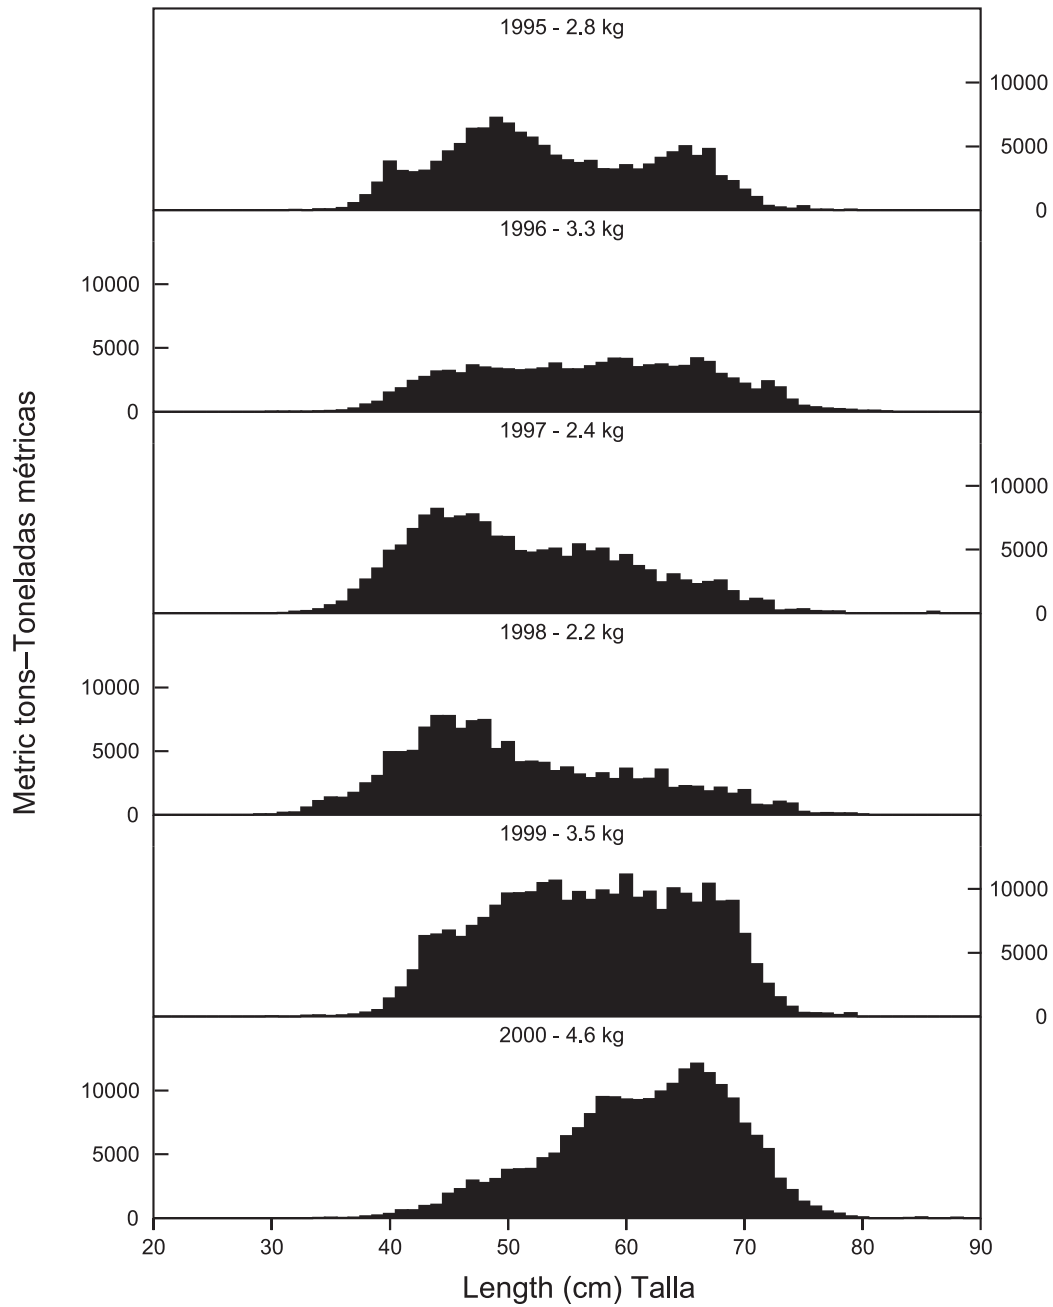 1995 - 2.8 kg
10000
5000
0
1996 - 3.3 kg
10000
5000
0
1997 - 2.4 kg
10000
5000
0
1998 - 2.2 kg
10000
5000
0
1999 - 3.5 kg
10000
5000
0
2000 - 4.6 kg
10000
5000
0
20 30 40 50 60 70 80 90
Length (cm) Talla
Metric tons–Toneladas métricas